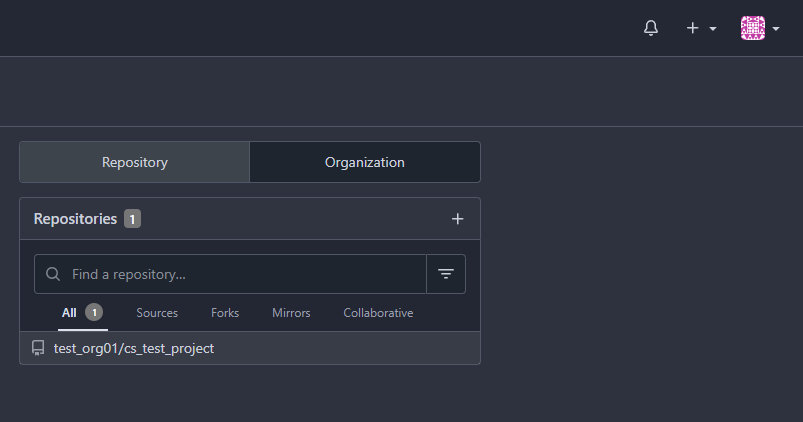 Repository Organization
Repositories 1
Find a repository...
All 1 Sources Forks Mirrors Collaborative
test_org01/cs_test_project